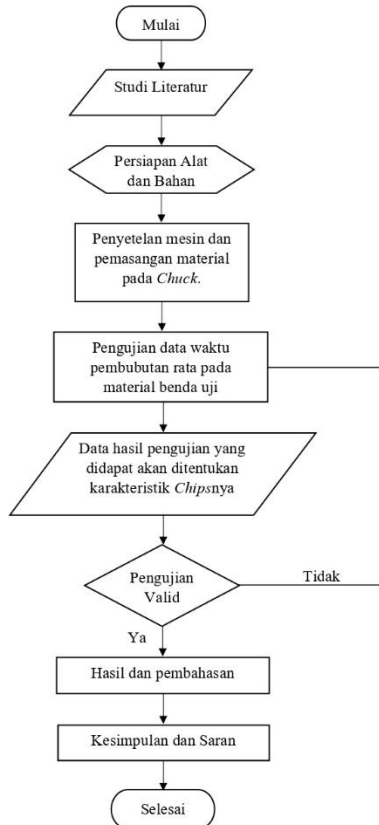 Mulai
Studi Literatur
Persiapan Alat
dan Bahan
Penyetelan mesin dan
pemasangan material
pada Chuck.
Pengujian data waktu
pembubutan rata pada
material benda uji
Data hasil pengujian yang
didapat akan ditentukan
karakteristik Chipsnya
Pengujian
Valid
Tidak
Ya
Hasil dan pembahasan
Kesimpulan dan Saran
Selesai